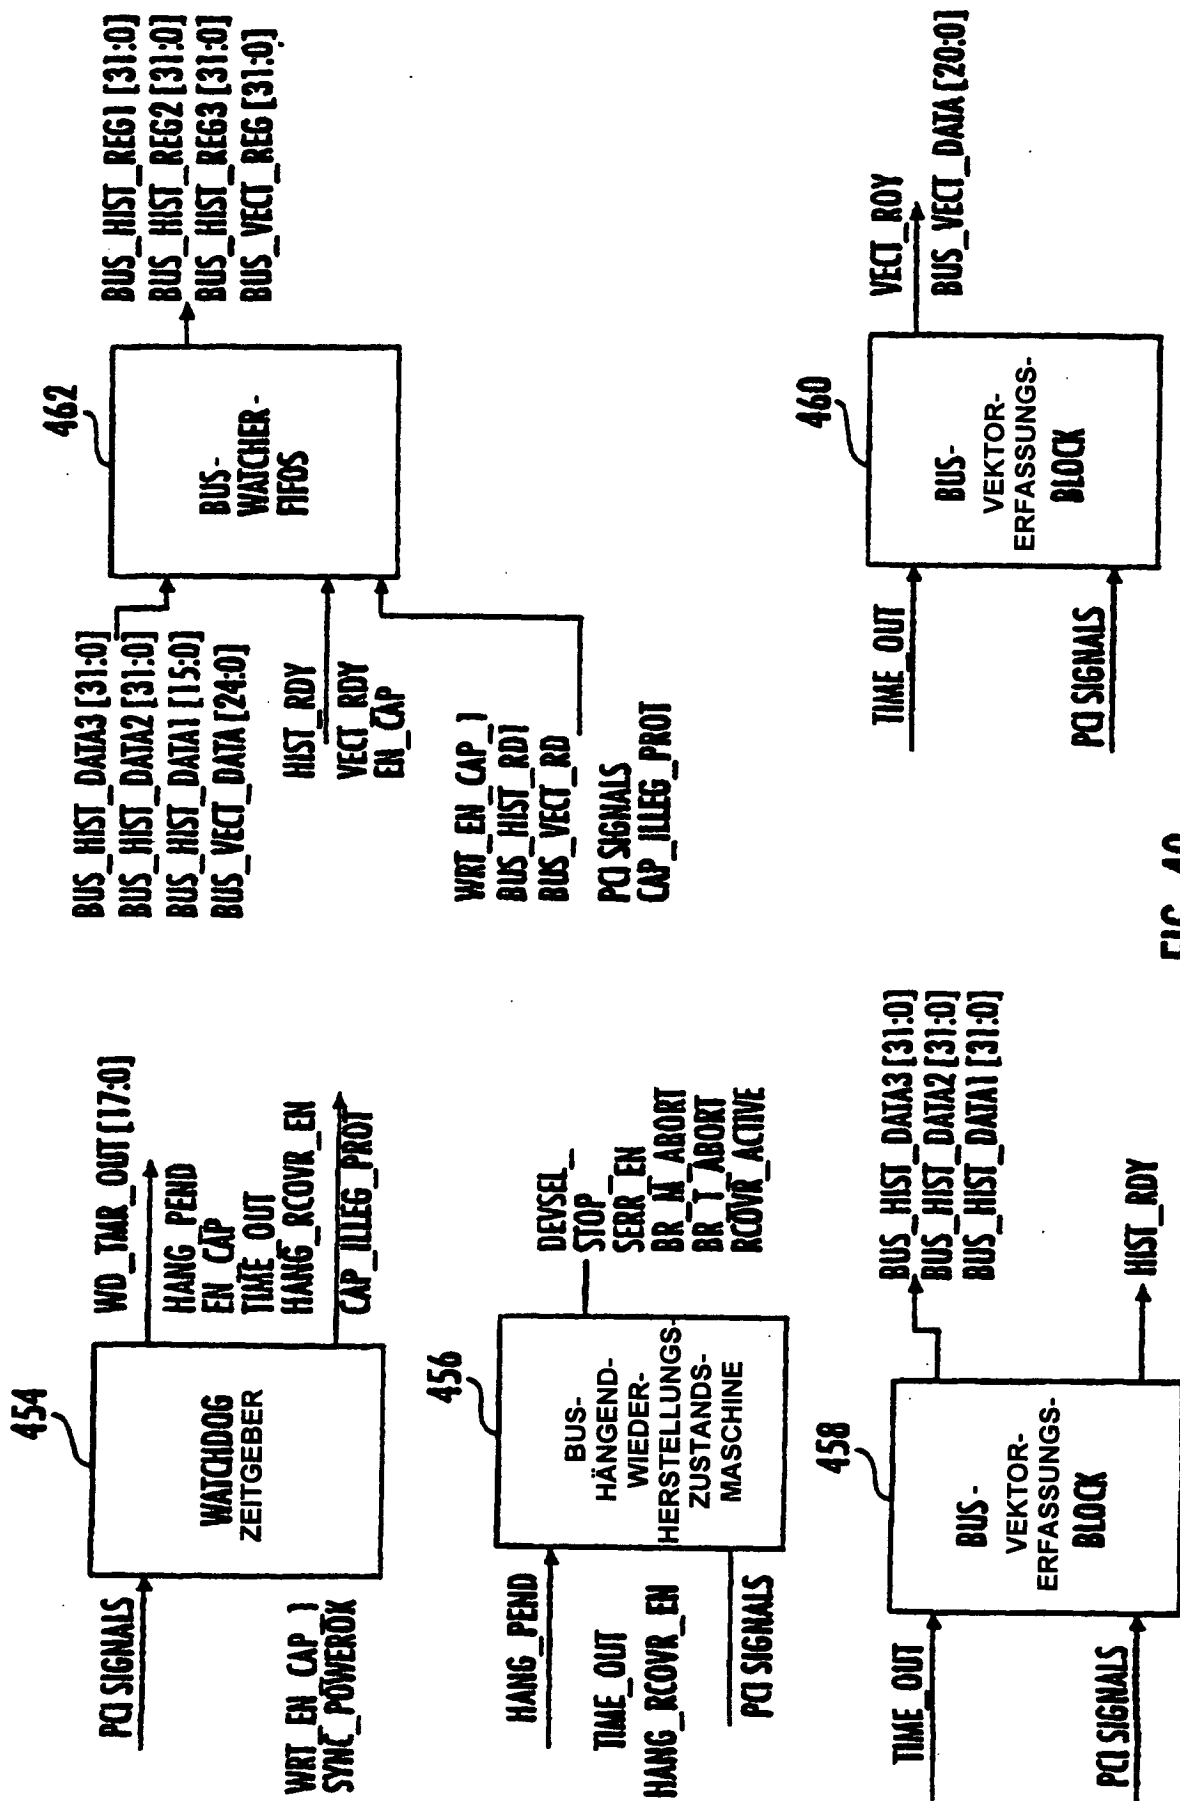 454
PCI SIGNALS
WRT_EN_CAP_1
SYNC_POWEROK
WATCHDOG
ZEITGEBER
WD_TMR_OUT [17:0]
HANG_PEND
EN_CAP
TIME_OUT
HANG_RCOVR_EN
CAP_ILLEG_PROT
456
HANG_PEND
TIME_OUT
HANG_RCOVR_EN
PCI SIGNALS
BUS-
HÄNGEND-
WIEDER-
HERSTELLUNGS-
ZUSTANDS-
MASCHINE
DEVSEL_
STOP_
SERR_EN
BR_M_ABORT
BR_T_ABORT
RCOVR_ACTIVE
458
TIME_OUT
PCI SIGNALS
BUS-
VEKTOR-
ERFASSUNGS-
BLOCK
BUS_HIST_DATA3 [31:0]
BUS_HIST_DATA2 [31:0]
BUS_HIST_DATA1 [31:0]
HIST_RDY
462
BUS_HIST_DATA3 [31:0]
BUS_HIST_DATA2 [31:0]
BUS_HIST_DATA1 [15:0]
BUS_VECT_DATA [24:0]
HIST_RDY
VECT_RDY
EN_CAP
WRT_EN_CAP_1
BUS_HIST_RD1
BUS_VECT_RD
PCI SIGNALS
CAP_ILLEG_PROT
BUS-
WATCHER-
FIFOS
BUS_HIST_REG1 [31:0]
BUS_HIST_REG2 [31:0]
BUS_HIST_REG3 [31:0]
BUS_VECT_REG [31:0]
460
TIME_OUT
PCI SIGNALS
BUS-
VEKTOR-
ERFASSUNGS-
BLOCK
VECT_ROY
BUS_VECT_DATA [20:0]
FIG. 40